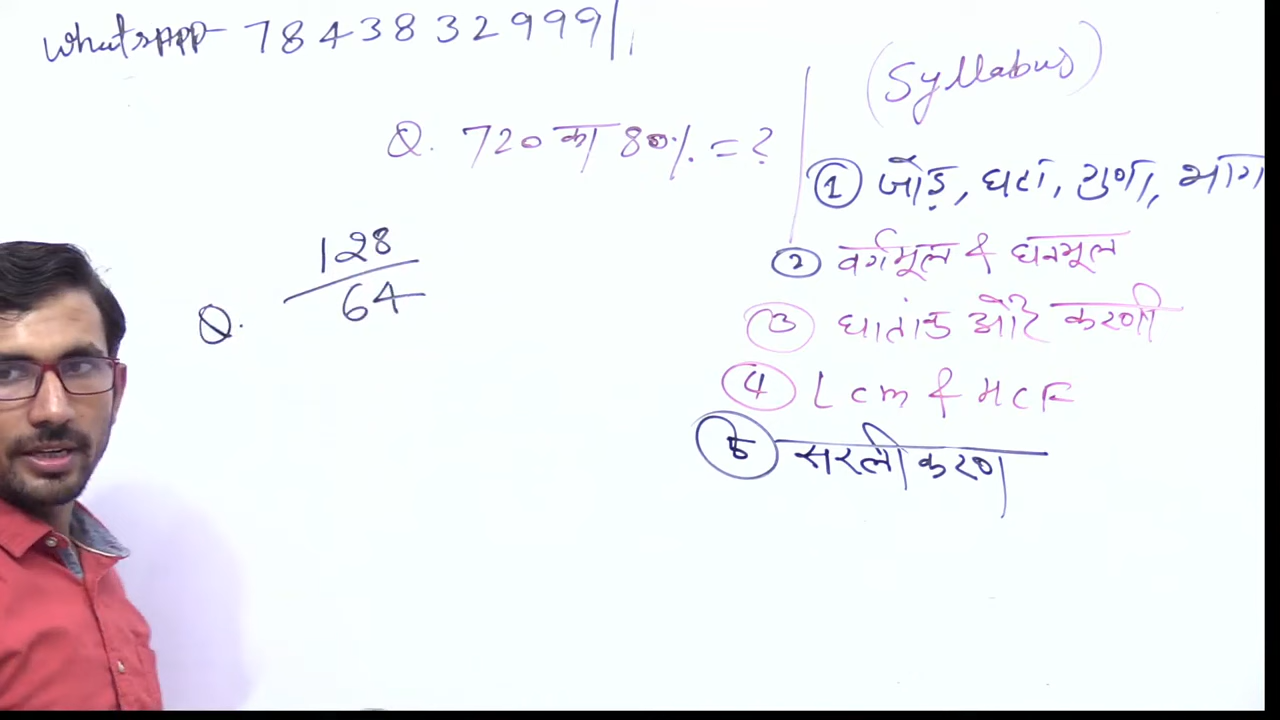 Whatsapp - 7843832999
Q. 720 का 80% = ?
Q. 128
64
(Syllabus)
① जोड़, घटा, गुणा, भाग
② वर्गमूल & घनमूल
③ घातांक और करणी
④ Lcm & HCF
⑤ सरलीकरण